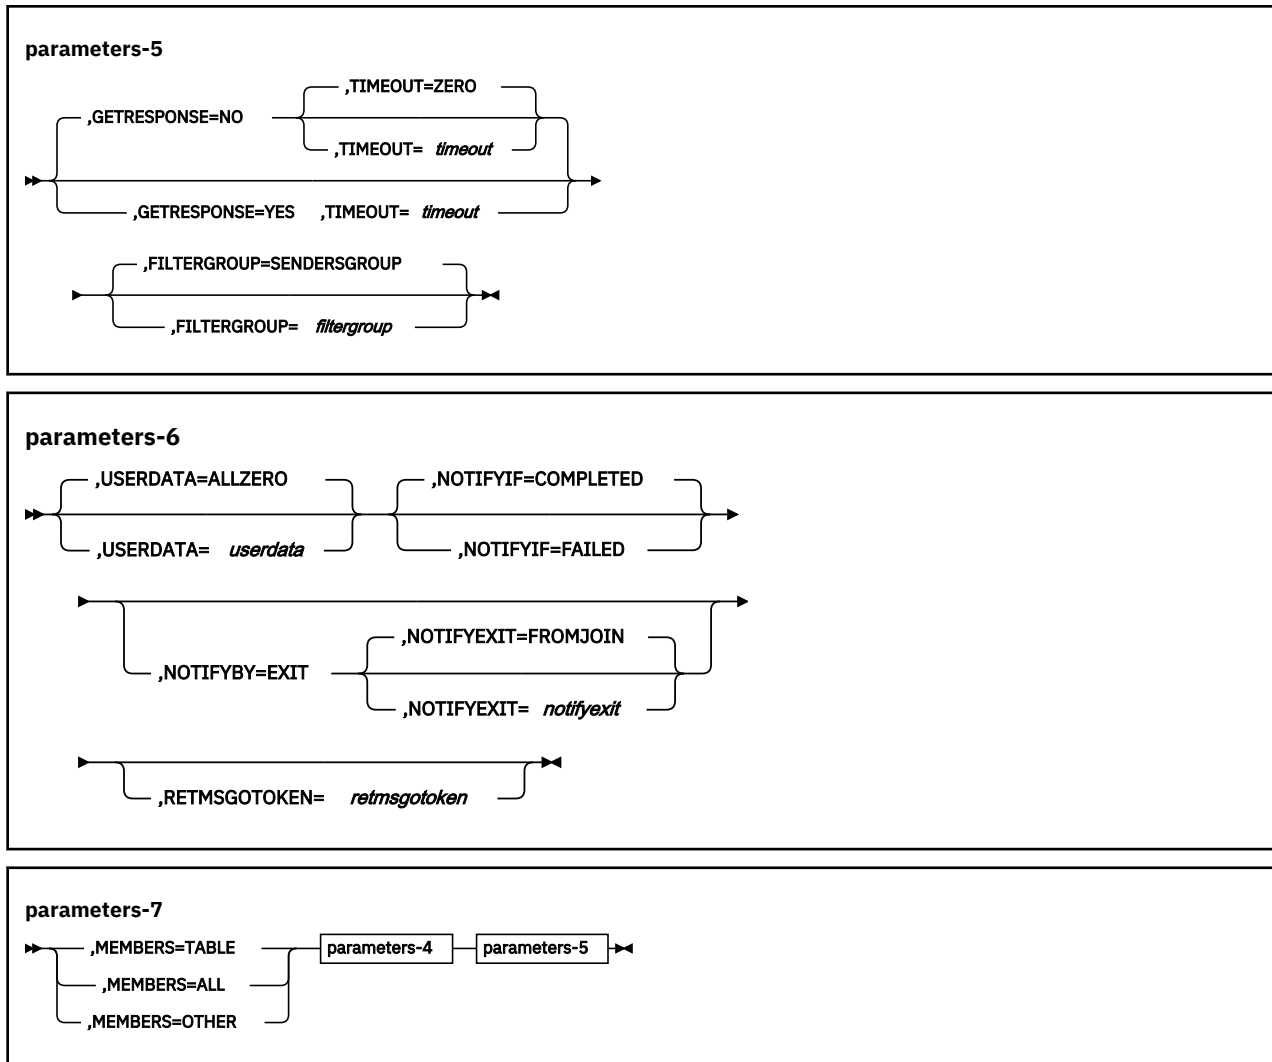 parameters-5
,TIMEOUT=ZERO
,GETRESPONSE=NO
,TIMEOUT= timeout
,GETRESPONSE=YES ,TIMEOUT= timeout
,FILTERGROUP=SENDERSGROUP
,FILTERGROUP= filtergroup
parameters-6
,USERDATA=ALLZERO ,NOTIFYIF=COMPLETED
,USERDATA= userdata ,NOTIFYIF=FAILED
,NOTIFYEXIT=FROMJOIN
,NOTIFYBY=EXIT
,NOTIFYEXIT= notifyexit
,RETMSGOTOKEN= retmsgotoken
parameters-7
,MEMBERS=TABLE parameters-4 parameters-5
,MEMBERS=ALL
,MEMBERS=OTHER